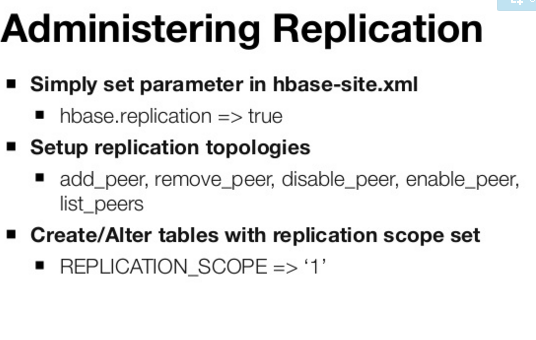 Administering Replication
▪ Simply set parameter in hbase-site.xml
▪ hbase.replication => true
▪ Setup replication topologies
▪ add_peer, remove_peer, disable_peer, enable_peer,
list_peers
▪ Create/Alter tables with replication scope set
▪ REPLICATION_SCOPE => ‘1’